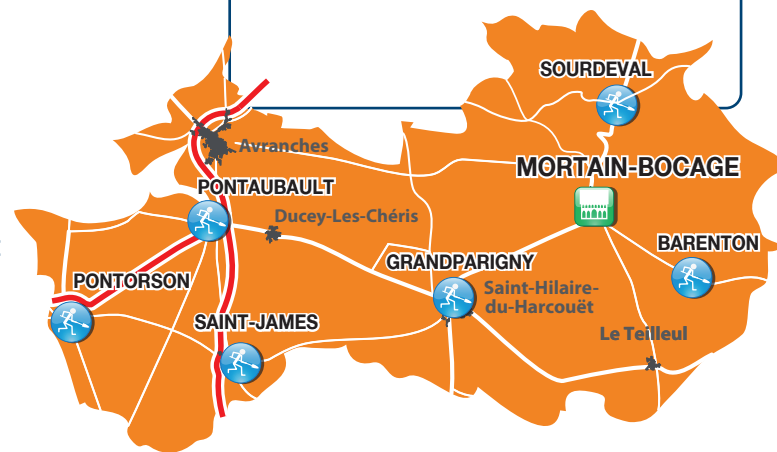 SOURDEVAL
Avranches
MORTAIN-BOCAGE
PONTAUBAULT
Ducey-Les-Chéris
BARENTON
GRANDPARIGNY
PONTORSON
Saint-Hilaire-
du-Harcouët
SAINT-JAMES
Le Teilleul